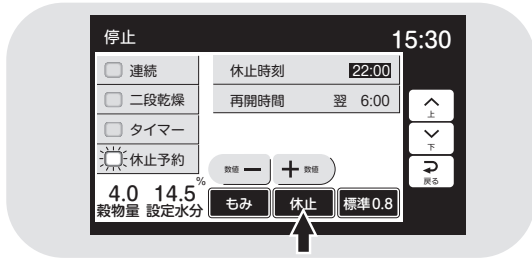 停止 15:30
連続
二段乾燥
タイマー
休止予約
休止時刻 22:00
再開時間 翌 6:00
上
下
戻る
数値 − + 数値
4.0 14.5%
穀物量 設定水分
もみ 休止 標準0.8